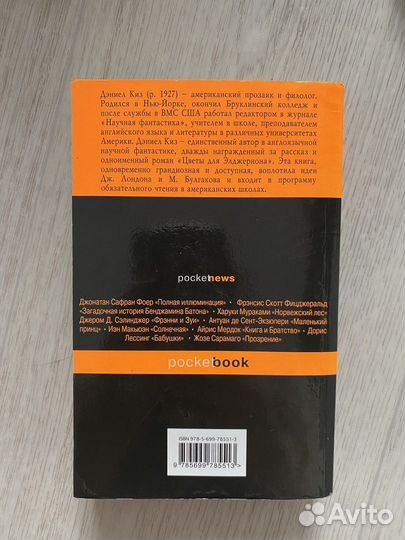 Дэниел Киз (р. 1927) – американский прозаик и филолог.
Родился в Нью-Йорке, окончил Бруклинский колледж и
после службы в ВМС США работал редактором в журнале
«Научная фантастика», учителем в школе, преподавателем
английского языка и литературы в различных университетах
Америки. Дэниел Киз – единственный автор в англоязычной
научной фантастике, дважды награжденный за рассказ и
одноименный роман «Цветы для Элджернона». Эта книга,
одновременно грандиозная и доступная, воплотила идеи
Дж. Лондона и М. Булгакова и входит в программу
обязательного чтения в американских школах.
pocketnews
Джонатан Сафран Фоер «Полная иллюминация» • Фрэнсис Скотт Фицджеральд
«Загадочная история Бенджамина Батона» • Харуки Мураками «Норвежский лес»
Джером Д. Сэлинджер «Фрэнни и Зуи» • Антуан де Сент-Экзюпери «Маленький
принц» • Иэн Макьюэн «Солнечная» • Айрис Мердок «Книга и Братство» • Дорис
Лессинг «Бабушки» • Жозе Сарамаго «Прозрение»
pocketbook
ISBN 978-5-699-78551-3
9 785699 785513 >
Avito